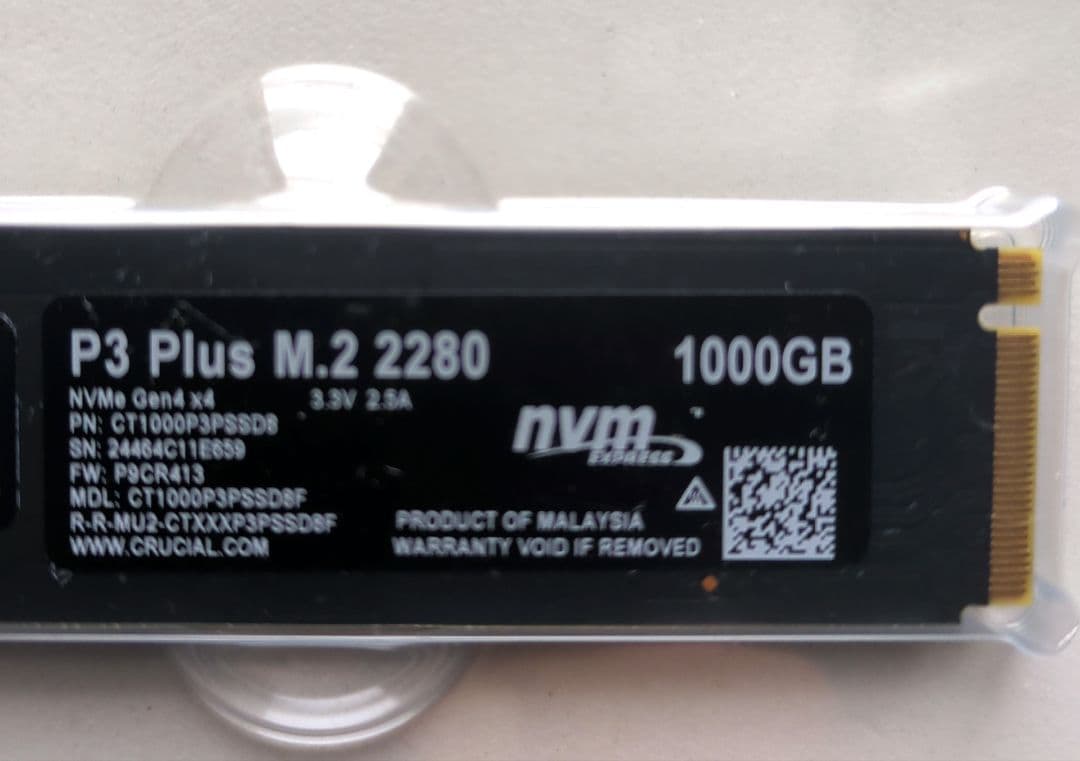 P3 Plus M.2 2280 1000GB
NVMe Gen4 x4 3.3V 2.5A
PN: CT1000P3PSSD8
SN: 24464C11E659
FW: P9CR413
MDL: CT1000P3PSSD8F
R-R-MU2-CTXXXP3PSSD8F
WWW.CRUCIAL.COM
nvm
EXPRESS
PRODUCT OF MALAYSIA
WARRANTY VOID IF REMOVED